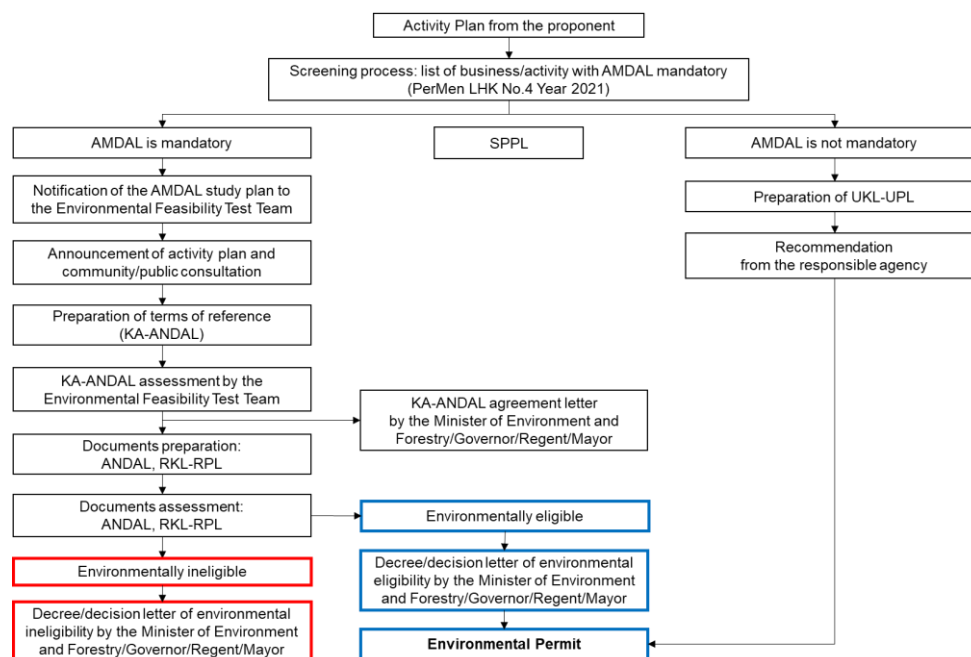 Activity Plan from the proponent
Screening process: list of business/activity with AMDAL mandatory
(PerMen LHK No.4 Year 2021)
AMDAL is mandatory
SPPL
AMDAL is not mandatory
Notification of the AMDAL study plan to
the Environmental Feasibility Test Team
Preparation of UKL-UPL
Announcement of activity plan and
community/public consultation
Recommendation
from the responsible agency
Preparation of terms of reference
(KA-ANDAL)
KA-ANDAL assessment by the
Environmental Feasibility Test Team
KA-ANDAL agreement letter
by the Minister of Environment and
Forestry/Governor/Regent/Mayor
Documents preparation:
ANDAL, RKL-RPL
Documents assessment:
ANDAL, RKL-RPL
Environmentally eligible
Environmentally ineligible
Decree/decision letter of environmental
eligibility by the Minister of Environment
and Forestry/Governor/Regent/Mayor
Decree/decision letter of environmental
ineligibility by the Minister of Environment
and Forestry/Governor/Regent/Mayor
Environmental Permit